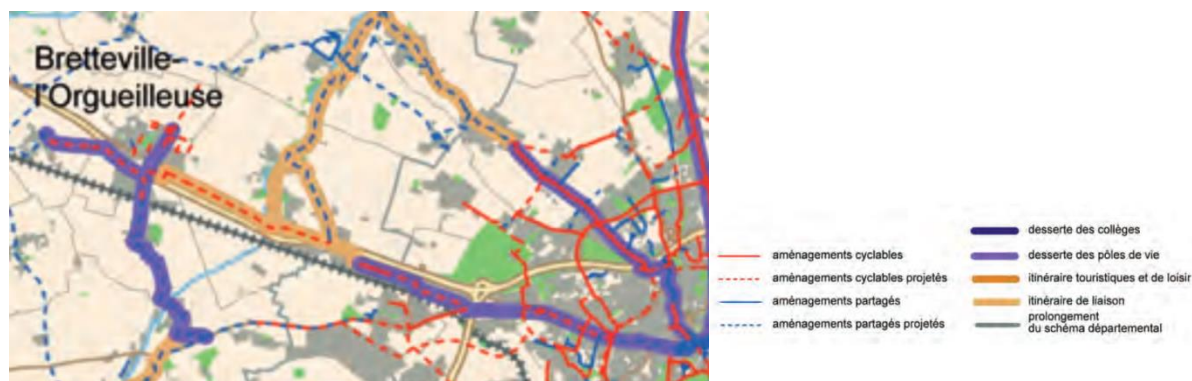 Bretteville-
l'Orgueilleuse
aménagements cyclables
aménagements cyclables projetés
aménagements partagés
aménagements partagés projetés
desserte des collèges
desserte des pôles de vie
itinéraire touristiques et de loisir
itinéraire de liaison
prolongement
du schéma départemental